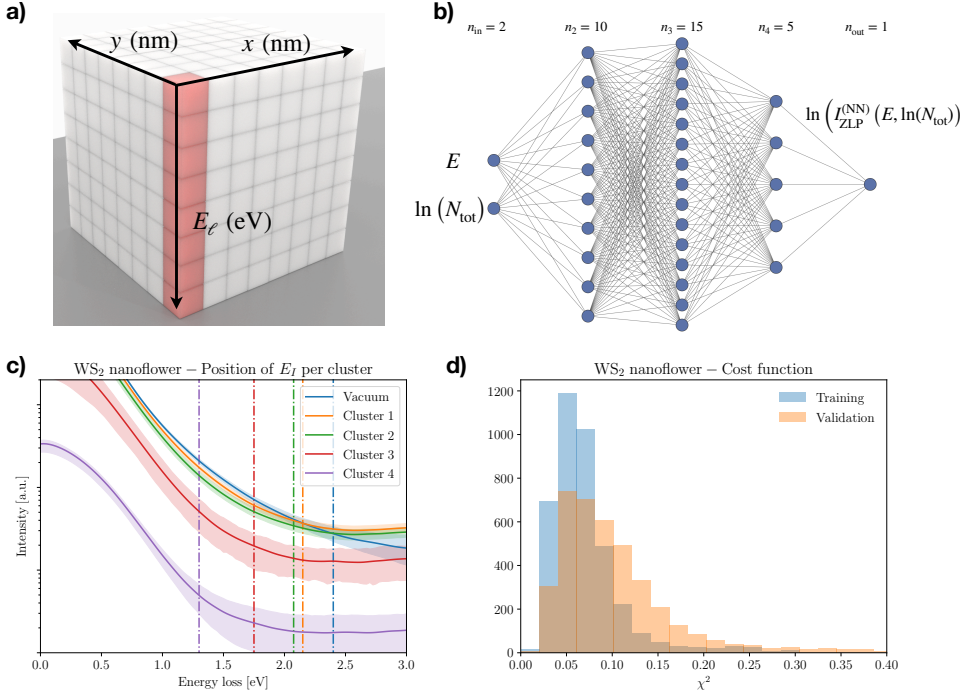 a)
y (nm)
x (nm)
E_ℓ (eV)
b)
n_in = 2
n_2 = 10
n_3 = 15
n_4 = 5
n_out = 1
E
ln (N_tot)
ln ( I_ZLP^(NN) ( E, ln(N_tot) )
c)
WS₂ nanoflower − Position of E_I per cluster
Intensity [a.u.]
Vacuum
Cluster 1
Cluster 2
Cluster 3
Cluster 4
0.0 0.5 1.0 1.5 2.0 2.5 3.0
Energy loss [eV]
d)
WS₂ nanoflower − Cost function
Training
Validation
1200
1000
800
600
400
200
0
0.00 0.05 0.10 0.15 0.20 0.25 0.30 0.35 0.40
χ²